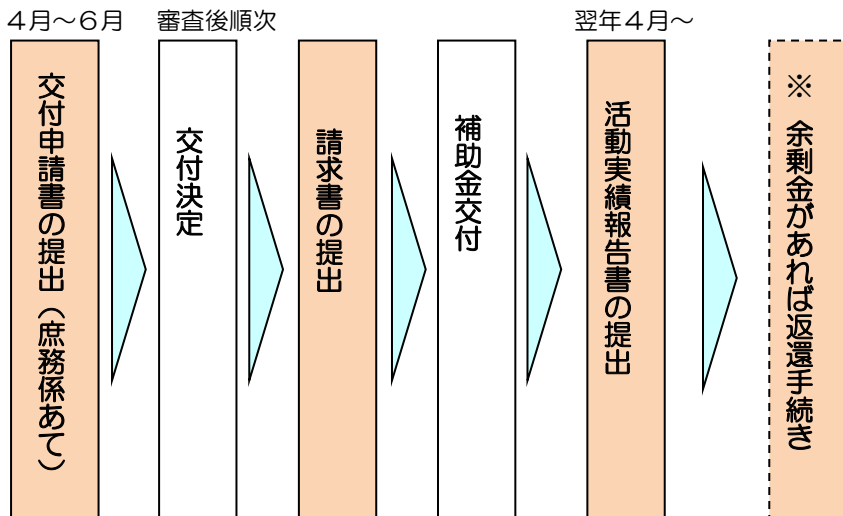 ４月～６月
審査後順次
翌年４月～
交付申請書の提出（庶務係あて）
交付決定
請求書の提出
補助金交付
活動実績報告書の提出
※ 余剰金があれば返還手続き